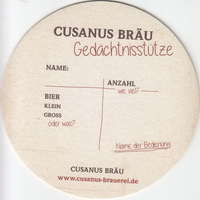 CUSANUS BRÄU
Gedächtnisstütze
NAME:
ANZAHL
wie viel?
BIER
KLEIN
GROSS
oder was?
Name der Bedienung
CUSANUS BRÄU
www.cusanus-brauerei.de